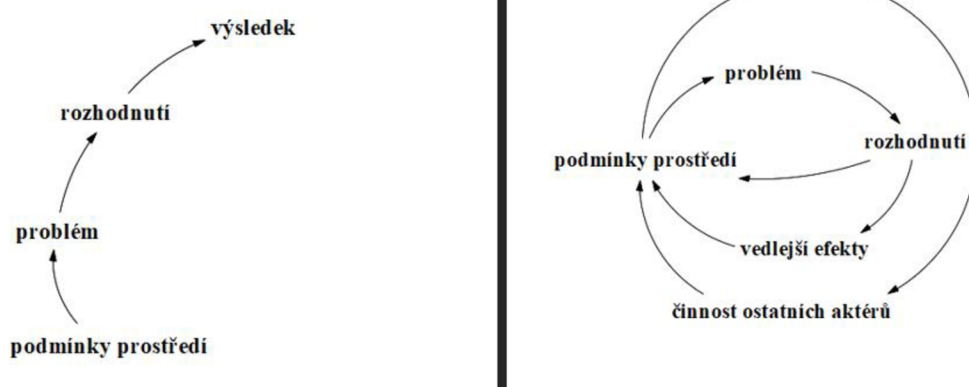 výsledek
rozhodnutí
problém
podmínky prostředí
problém
rozhodnutí
podmínky prostředí
vedlejší efekty
činnost ostatních aktérů